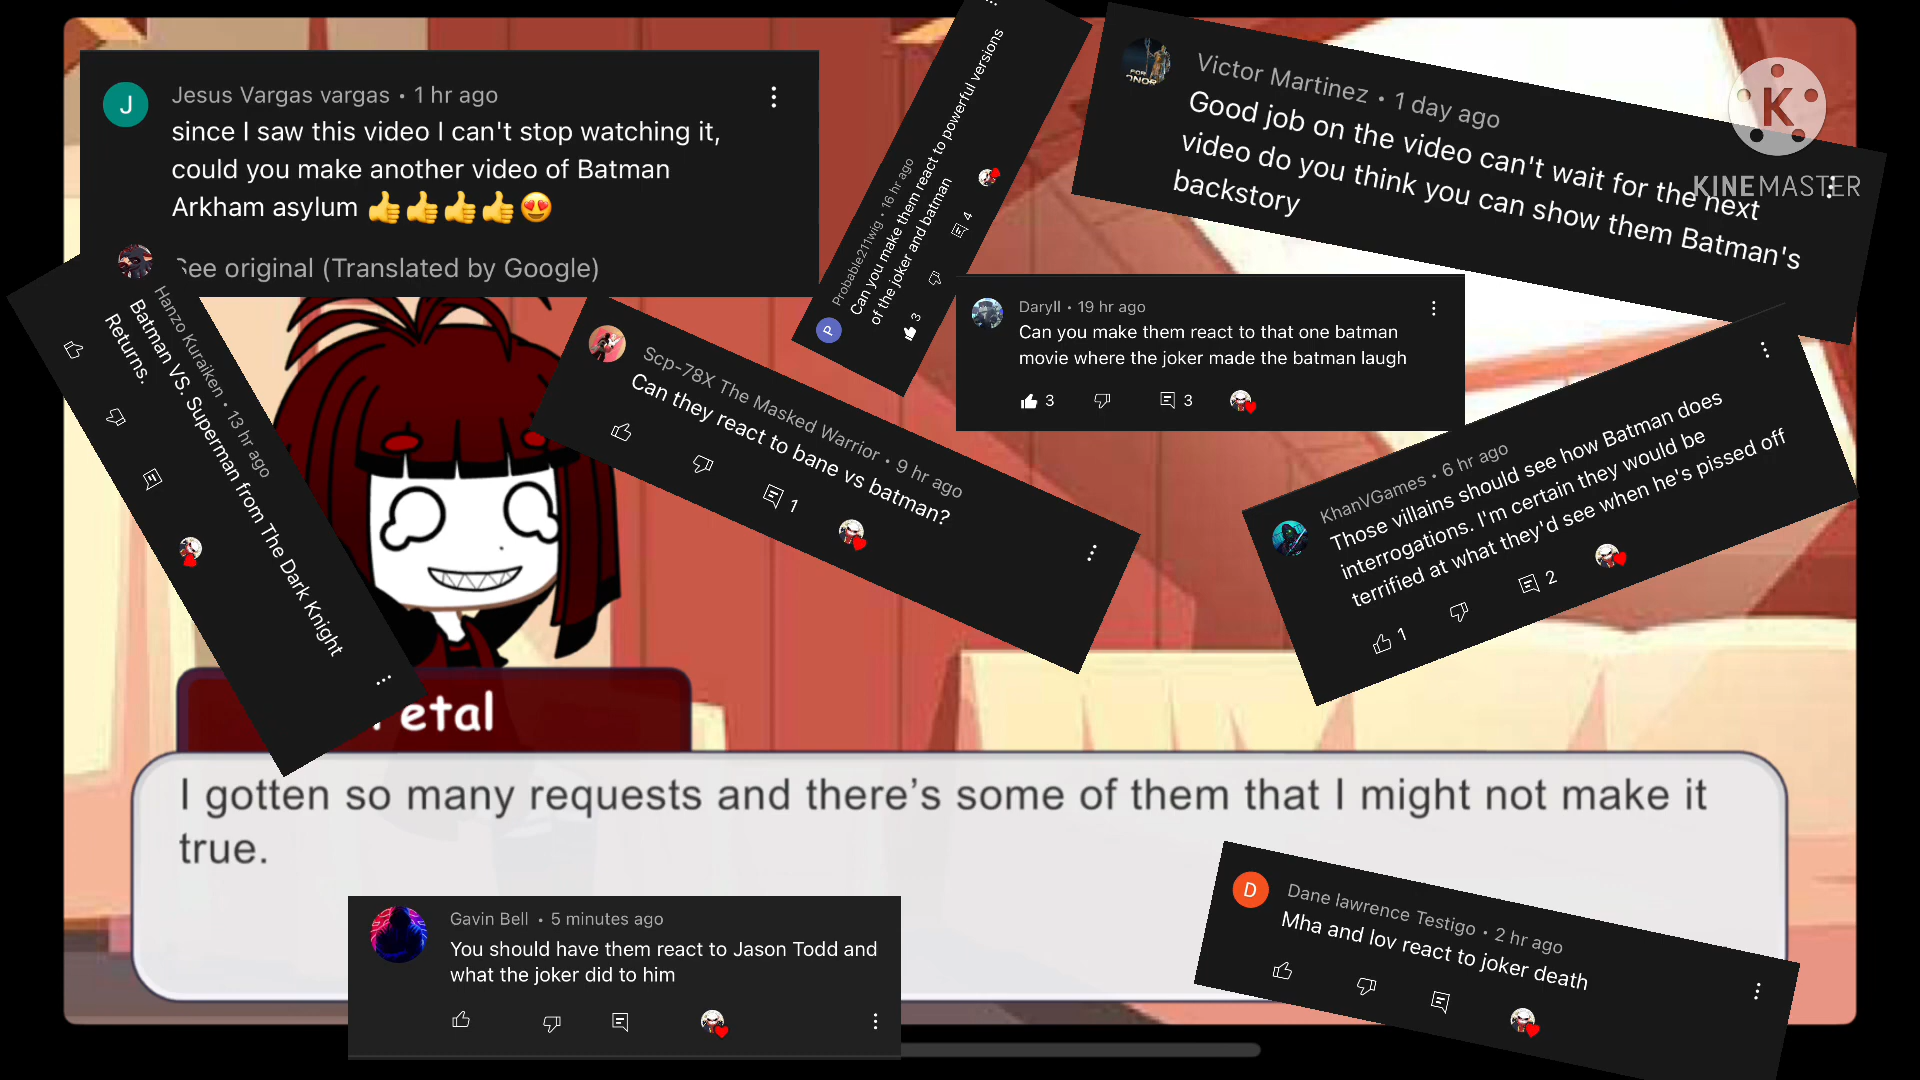 Jesus Vargas vargas • 1 hr ago
since I saw this video I can't stop watching it,
could you make another video of Batman
Arkham asylum 👍👍👍👍😍
See original (Translated by Google)
Probable211wig • 16 hr ago
Can you make them react to powerful versions
of the joker and batman
3
4
FOR
HONOR
Victor Martinez • 1 day ago
Good job on the video can't wait for the next
video do you think you can show them Batman's
backstory
KINEMASTER
Hanzo Kuraiken • 13 hr ago
Batman VS. Superman from The Dark Knight
Returns.
Scp-78X The Masked Warrior • 9 hr ago
Can they react to bane vs batman?
1
Daryll • 19 hr ago
Can you make them react to that one batman
movie where the joker made the batman laugh
3 3
KhanVGames • 6 hr ago
Those villains should see how Batman does
interrogations. I'm certain they would be
terrified at what they'd see when he's pissed off
1 2
etal
I gotten so many requests and there's some of them that I might not make it
true.
Gavin Bell • 5 minutes ago
You should have them react to Jason Todd and
what the joker did to him
D
Dane lawrence Testigo • 2 hr ago
Mha and lov react to joker death